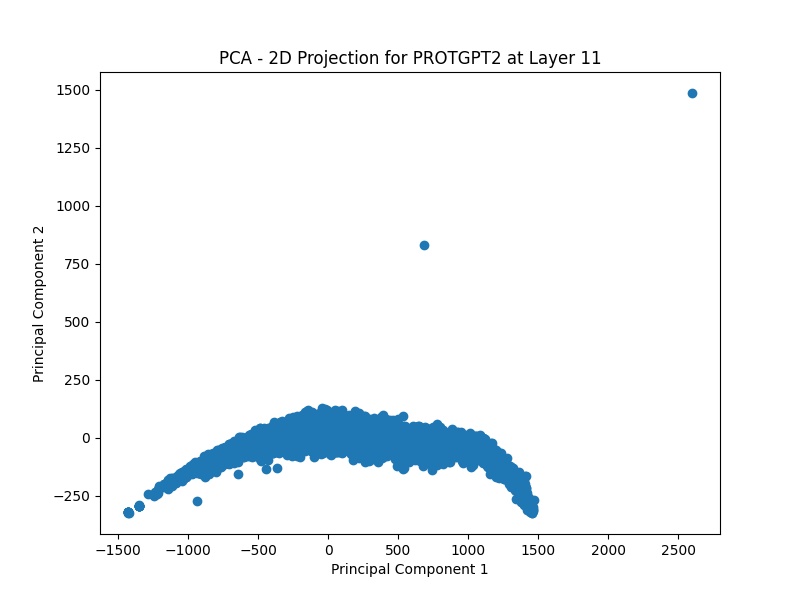 PCA - 2D Projection for PROTGPT2 at Layer 11
1500
1250
1000
750
500
250
0
−250
Principal Component 2
−1500 −1000 −500 0 500 1000 1500 2000 2500
Principal Component 1